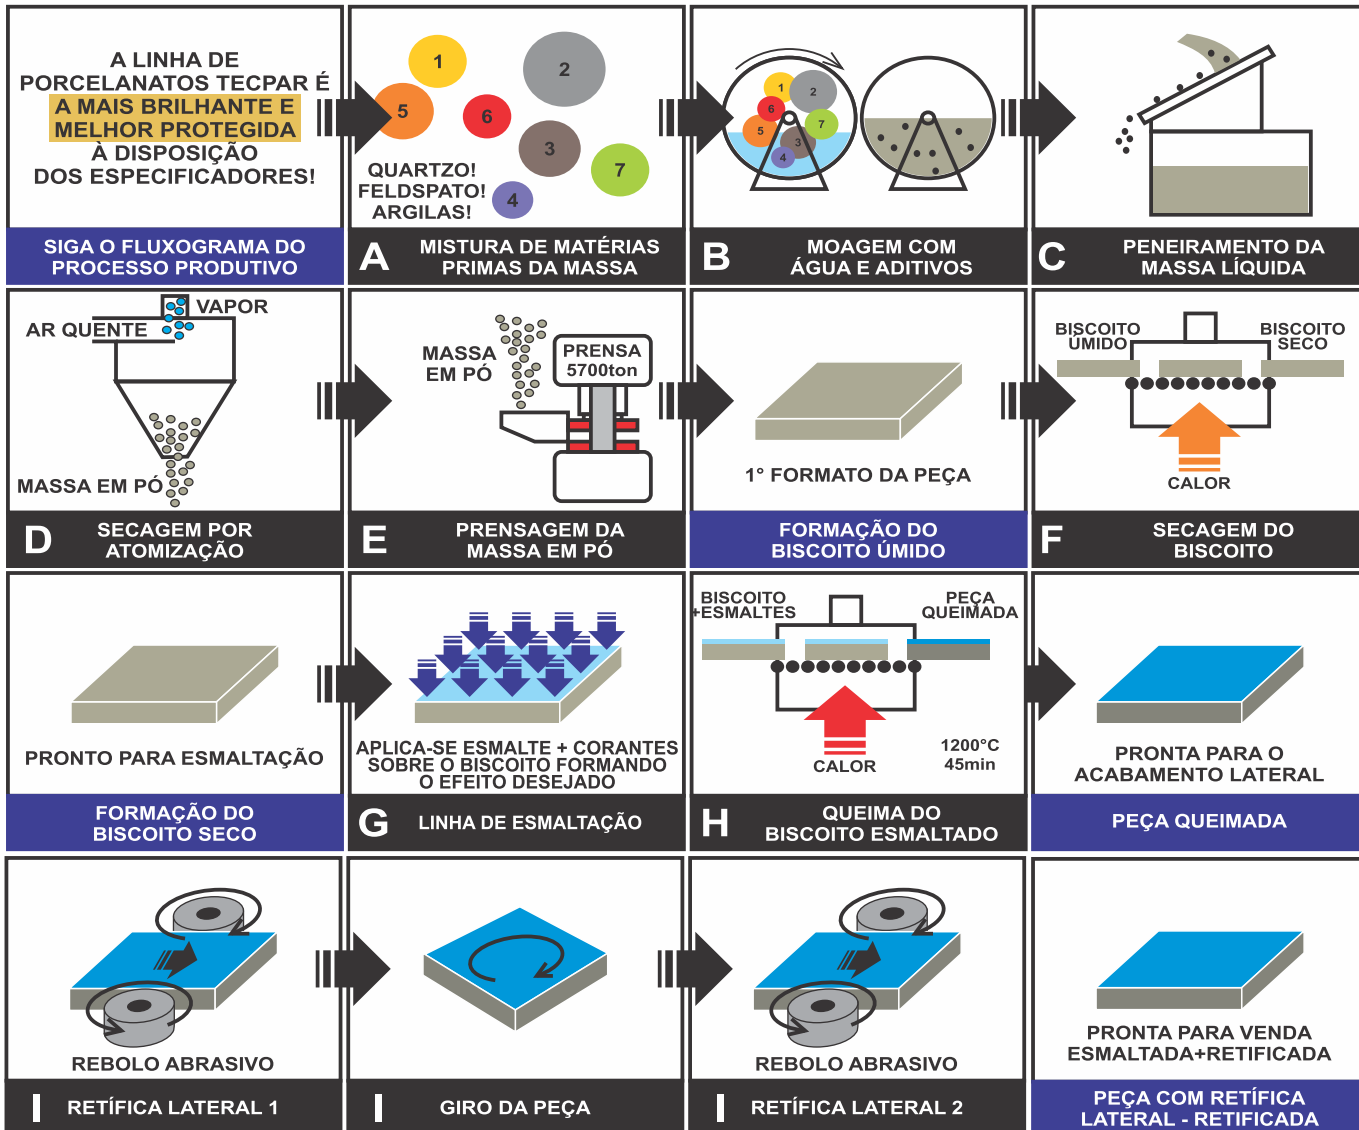 A LINHA DE
PORCELANATOS TECPAR É
A MAIS BRILHANTE E
MELHOR PROTEGIDA
À DISPOSIÇÃO
DOS ESPECIFICADORES!
SIGA O FLUXOGRAMA DO
PROCESSO PRODUTIVO
1
2
5
6
3
7
4
QUARTZO!
FELDSPATO!
ARGILAS!
A MISTURA DE MATÉRIAS
PRIMAS DA MASSA
1
2
6
5
7
3
4
B MOAGEM COM
ÁGUA E ADITIVOS
C PENEIRAMENTO DA
MASSA LÍQUIDA
VAPOR
AR QUENTE
MASSA EM PÓ
D SECAGEM POR
ATOMIZAÇÃO
MASSA
EM PÓ
PRENSA
5700ton
E PRENSAGEM DA
MASSA EM PÓ
1° FORMATO DA PEÇA
FORMAÇÃO DO
BISCOITO ÚMIDO
BISCOITO
ÚMIDO
BISCOITO
SECO
CALOR
F SECAGEM DO
BISCOITO
PRONTO PARA ESMALTAÇÃO
FORMAÇÃO DO
BISCOITO SECO
APLICA-SE ESMALTE + CORANTES
SOBRE O BISCOITO FORMANDO
O EFEITO DESEJADO
G LINHA DE ESMALTAÇÃO
BISCOITO
+ESMALTES
PEÇA
QUEIMADA
CALOR
1200°C
45min
H QUEIMA DO
BISCOITO ESMALTADO
PRONTA PARA O
ACABAMENTO LATERAL
PEÇA QUEIMADA
REBOLO ABRASIVO
I RETÍFICA LATERAL 1
I GIRO DA PEÇA
REBOLO ABRASIVO
I RETÍFICA LATERAL 2
PRONTA PARA VENDA
ESMALTADA+RETIFICADA
PEÇA COM RETÍFICA
LATERAL - RETIFICADA